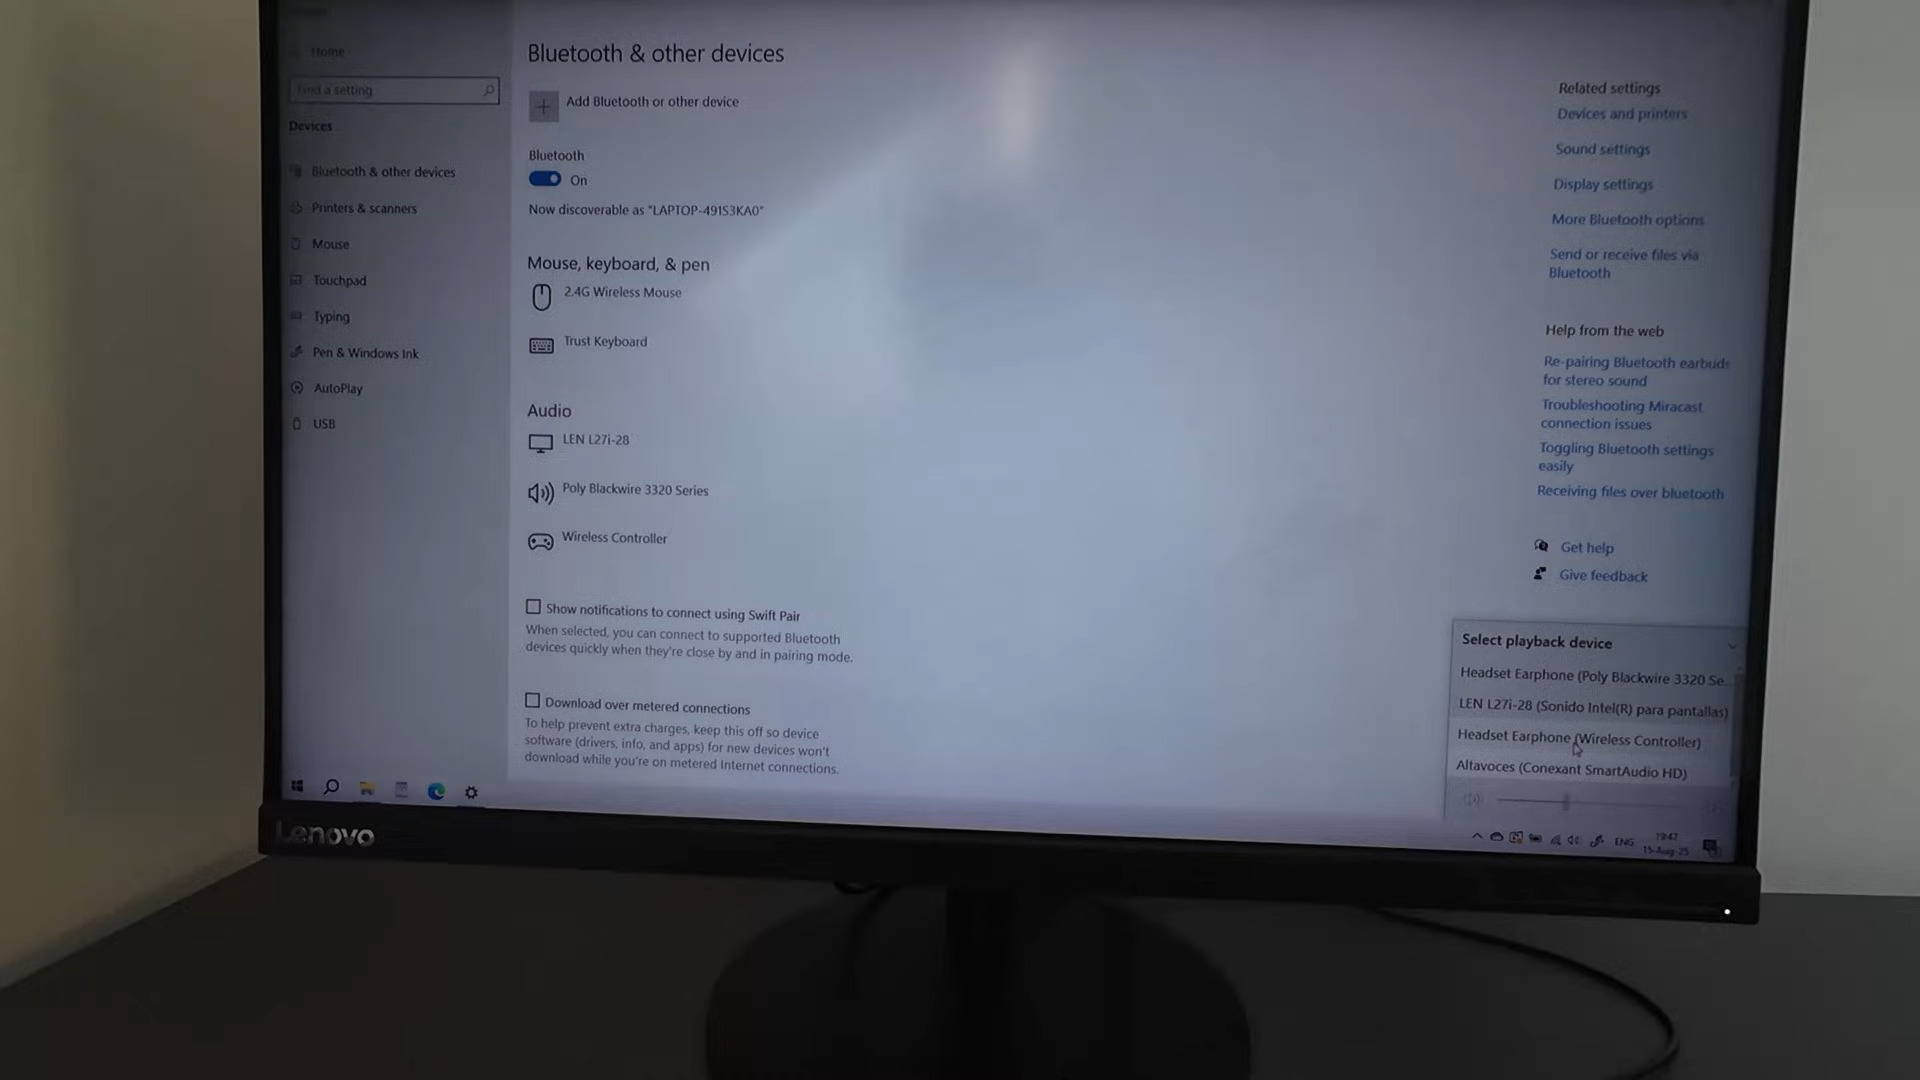 Home
Find a setting
Devices
Bluetooth & other devices
Printers & scanners
Mouse
Touchpad
Typing
Pen & Windows Ink
AutoPlay
USB
Bluetooth & other devices
Add Bluetooth or other device
Bluetooth
On
Now discoverable as "LAPTOP-491S3KA0"
Mouse, keyboard, & pen
2.4G Wireless Mouse
Trust Keyboard
Audio
LEN L27i-28
Poly Blackwire 3320 Series
Wireless Controller
Show notifications to connect using Swift Pair
When selected, you can connect to supported Bluetooth
devices quickly when they're close by and in pairing mode.
Download over metered connections
To help prevent extra charges, keep this off so device
software (drivers, info, and apps) for new devices won't
download while you're on metered Internet connections.
Related settings
Devices and printers
Sound settings
Display settings
More Bluetooth options
Send or receive files via
Bluetooth
Help from the web
Re-pairing Bluetooth earbuds
for stereo sound
Troubleshooting Miracast
connection issues
Toggling Bluetooth settings
easily
Receiving files over bluetooth
Get help
Give feedback
Select playback device
Headset Earphone (Poly Blackwire 3320 Se...
LEN L27i-28 (Sonido Intel(R) para pantallas)
Headset Earphone (Wireless Controller)
Altavoces (Conexant SmartAudio HD)
ENG
19:47
15-Aug-25
Lenovo